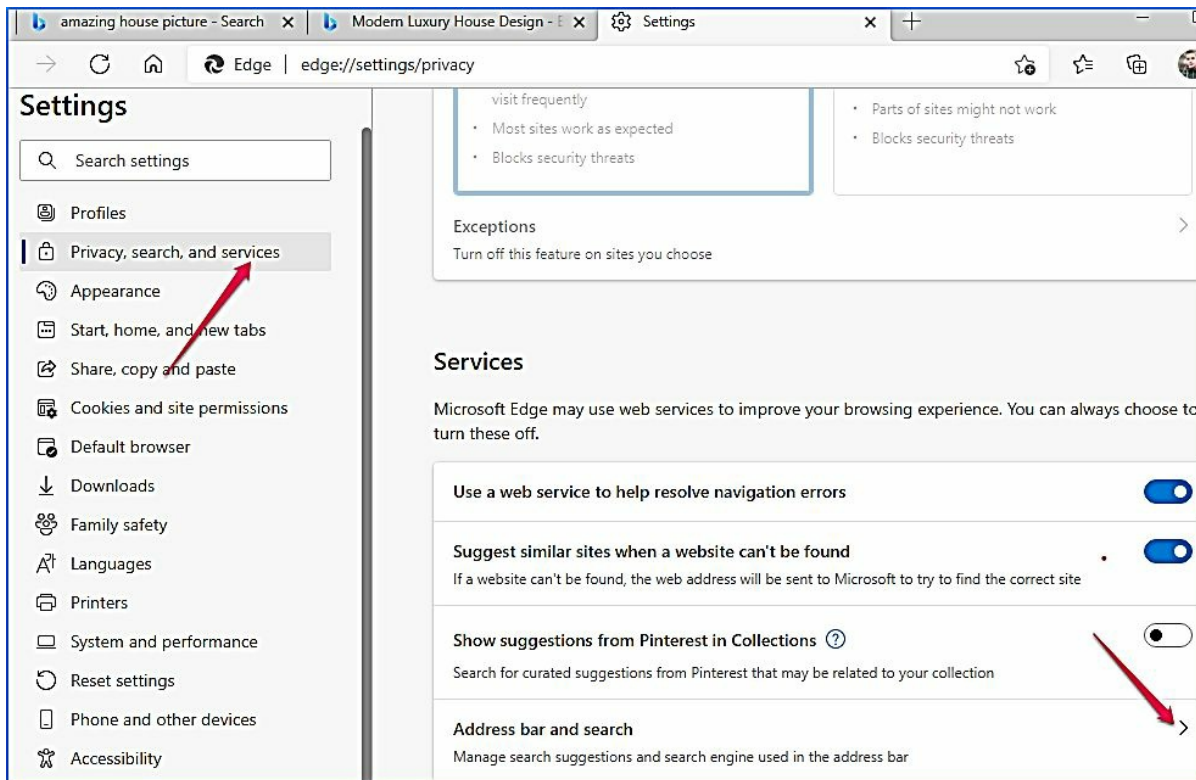 amazing house picture - Search
Modern Luxury House Design - E
Settings
Edge
edge://settings/privacy
Settings
Search settings
Profiles
Privacy, search, and services
Appearance
Start, home, and new tabs
Share, copy and paste
Cookies and site permissions
Default browser
Downloads
Family safety
Languages
Printers
System and performance
Reset settings
Phone and other devices
Accessibility
visit frequently
• Most sites work as expected
• Blocks security threats
• Parts of sites might not work
• Blocks security threats
Exceptions
Turn off this feature on sites you choose
Services
Microsoft Edge may use web services to improve your browsing experience. You can always choose to
turn these off.
Use a web service to help resolve navigation errors
Suggest similar sites when a website can't be found
If a website can't be found, the web address will be sent to Microsoft to try to find the correct site
Show suggestions from Pinterest in Collections
Search for curated suggestions from Pinterest that may be related to your collection
Address bar and search
Manage search suggestions and search engine used in the address bar